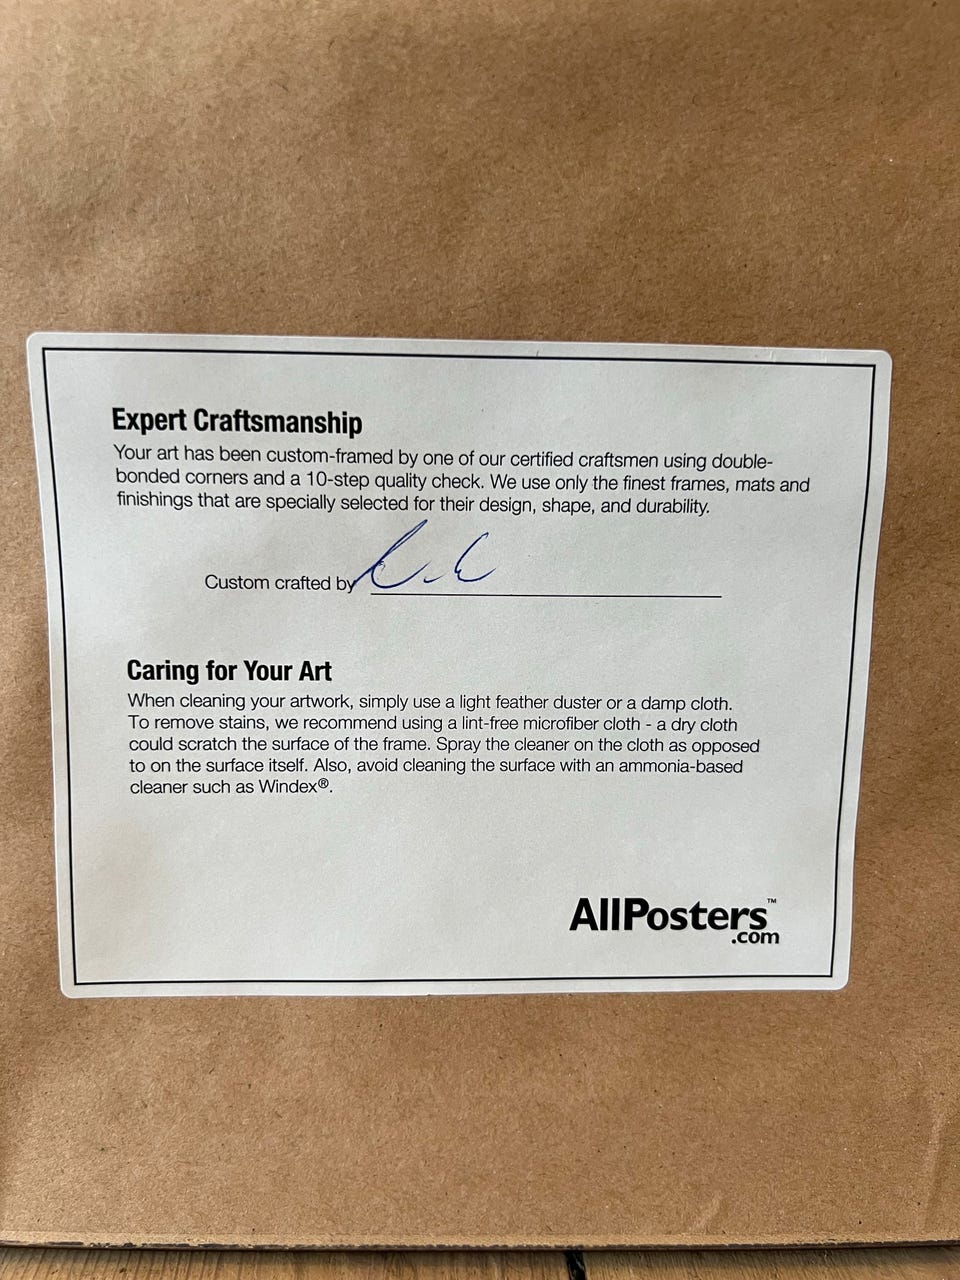 Expert Craftsmanship
Your art has been custom-framed by one of our certified craftsmen using double-
bonded corners and a 10-step quality check. We use only the finest frames, mats and
finishings that are specially selected for their design, shape, and durability.
Custom crafted by
Caring for Your Art
When cleaning your artwork, simply use a light feather duster or a damp cloth.
To remove stains, we recommend using a lint-free microfiber cloth - a dry cloth
could scratch the surface of the frame. Spray the cleaner on the cloth as opposed
to on the surface itself. Also, avoid cleaning the surface with an ammonia-based
cleaner such as Windex®.
AllPosters™
.com